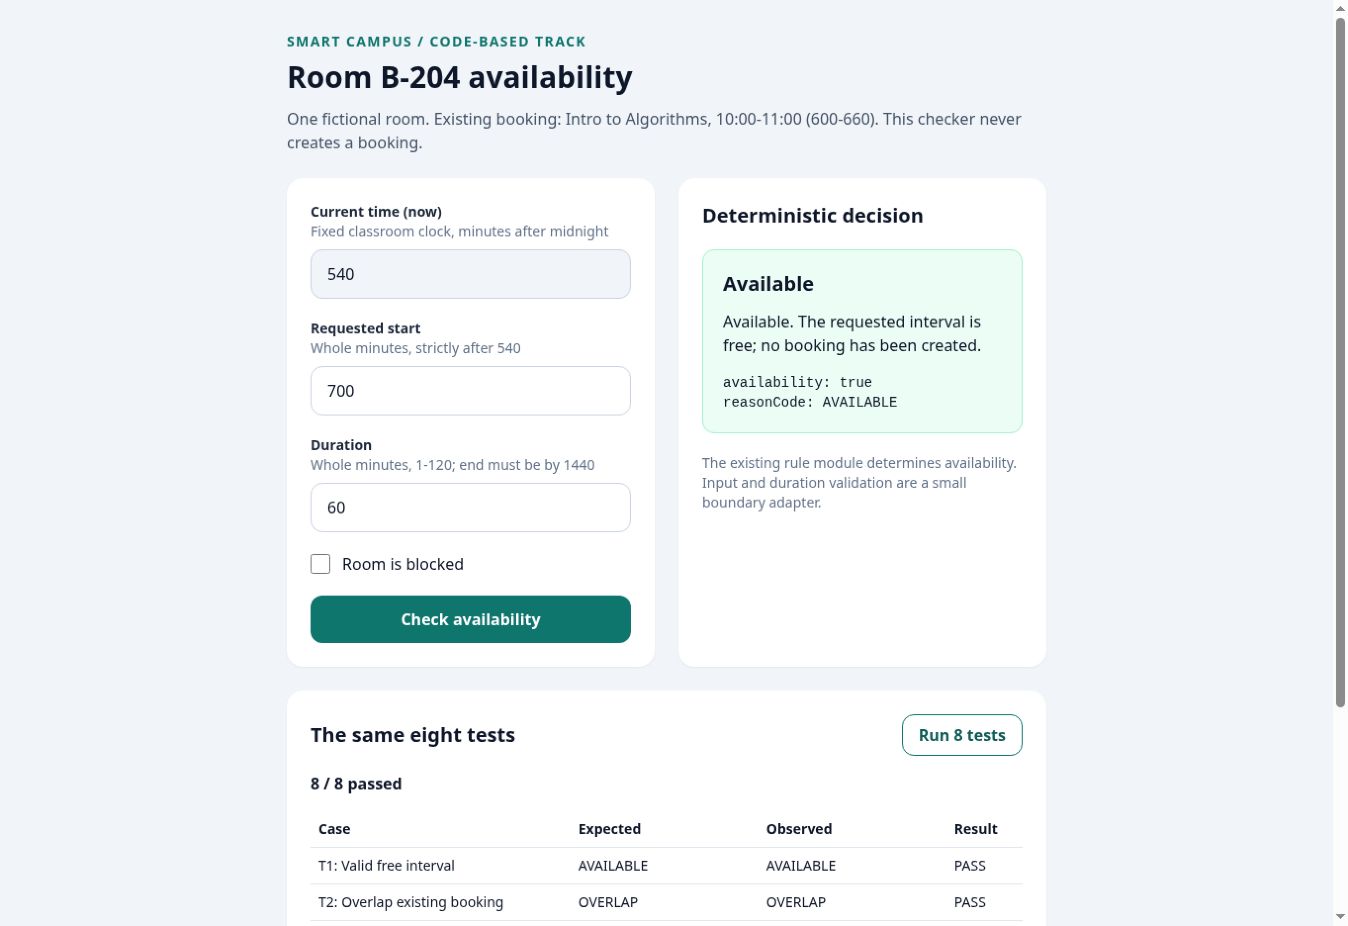 SMART CAMPUS / CODE-BASED TRACK
Room B-204 availability
One fictional room. Existing booking: Intro to Algorithms, 10:00-11:00 (600-660). This checker never
creates a booking.
Current time (now)
Fixed classroom clock, minutes after midnight
540
Requested start
Whole minutes, strictly after 540
700
Duration
Whole minutes, 1-120; end must be by 1440
60
Room is blocked
Check availability
Deterministic decision
Available
Available. The requested interval is
free; no booking has been created.
availability: true
reasonCode: AVAILABLE
The existing rule module determines availability.
Input and duration validation are a small
boundary adapter.
The same eight tests
Run 8 tests
8 / 8 passed
Case Expected Observed Result
T1: Valid free interval AVAILABLE AVAILABLE PASS
T2: Overlap existing booking OVERLAP OVERLAP PASS